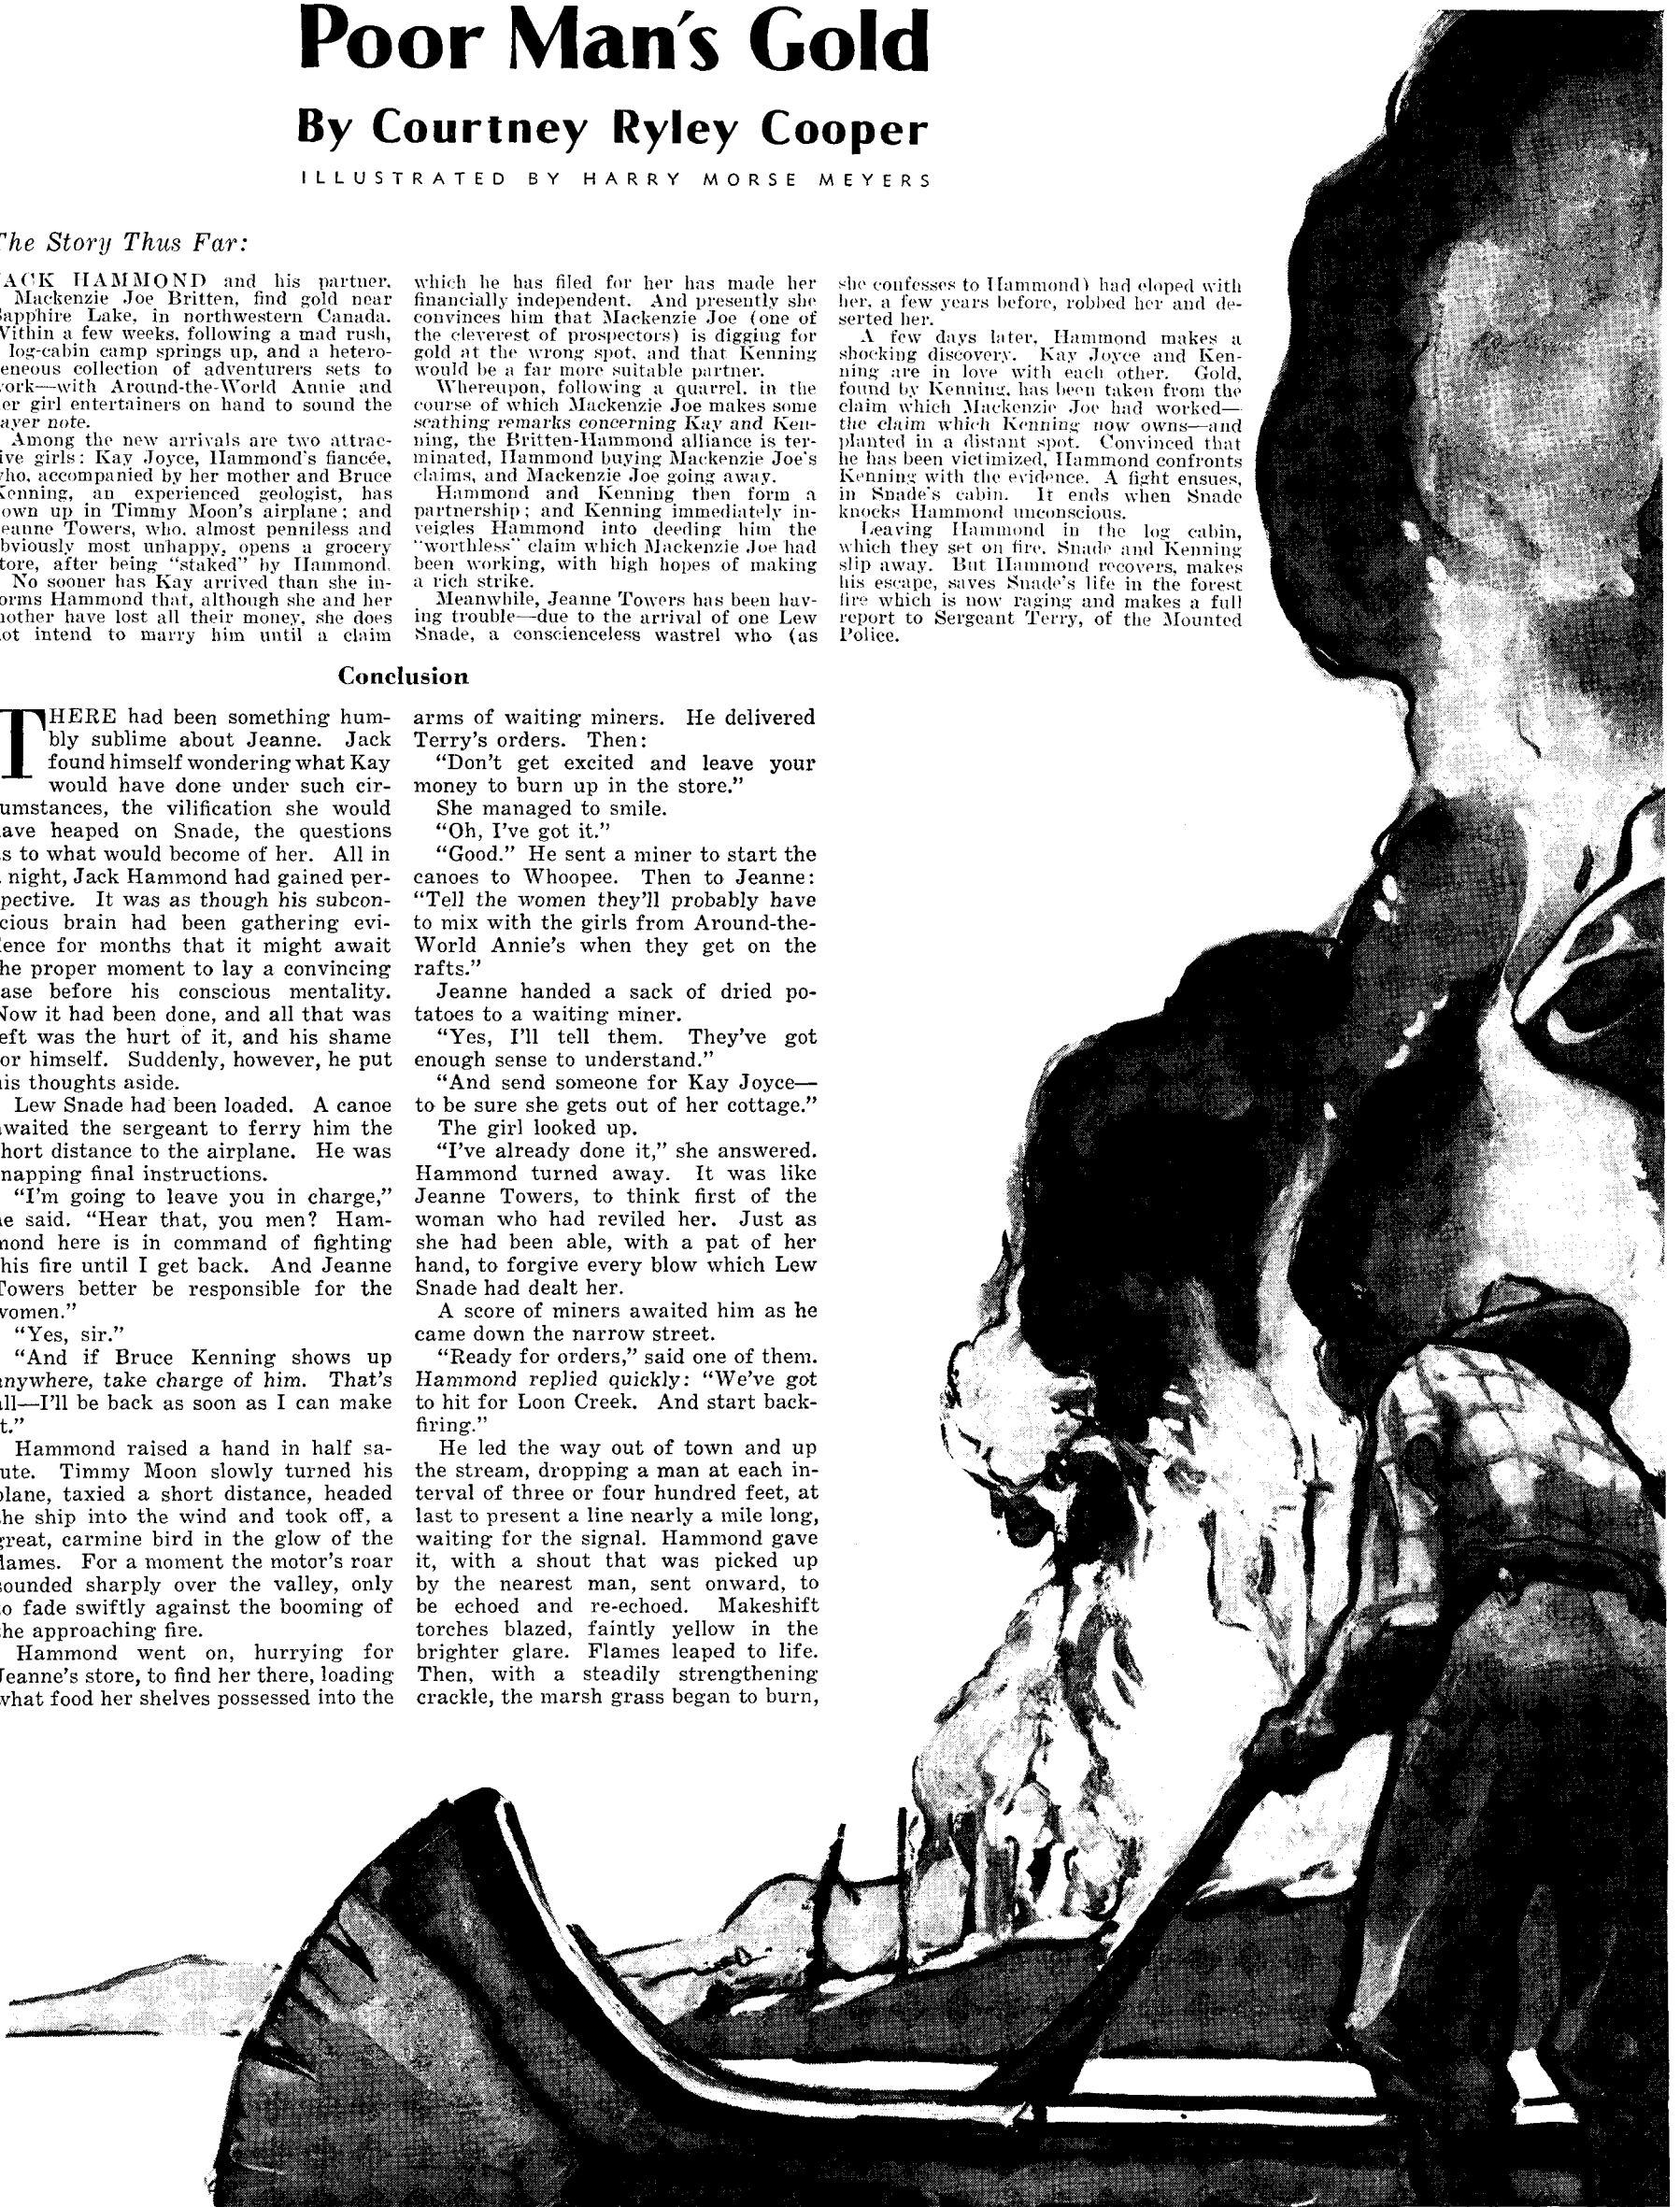 Poor Man's Gold
By Courtney Ryley Cooper
ILLUSTRATED BY HARRY MORSE MEYERS
The Story Thus Far:
ACK HAMMOND and his partner,
Mackenzie Joe Britten, find gold near
apphire Lake, in northwestern Canada.
Within a few weeks, following a mad rush,
log-cabin camp springs up, and a hetero-
eneous collection of adventurers sets to
ork—with Around-the-World Annie and
er girl entertainers on hand to sound the
ayer note.
Among the new arrivals are two attrac-
ive girls: Kay Joyce, Hammond's fiancée,
ho, accompanied by her mother and Bruce
Kenning, an experienced geologist, has
own up in Timmy Moon's airplane; and
eanne Towers, who, almost penniless and
bviously most unhappy, opens a grocery
tore, after being "staked" by Hammond.
No sooner has Kay arrived than she in-
orms Hammond that, although she and her
nother have lost all their money, she does
ot intend to marry him until a claim
which he has filed for her has made her
financially independent. And presently she
convinces him that Mackenzie Joe (one of
the cleverest of prospectors) is digging for
gold at the wrong spot, and that Kenning
would be a far more suitable partner.
Whereupon, following a quarrel, in the
course of which Mackenzie Joe makes some
scathing remarks concerning Kay and Ken-
ning, the Britten-Hammond alliance is ter-
minated, Hammond buying Mackenzie Joe's
claims, and Mackenzie Joe going away.
Hammond and Kenning then form a
partnership; and Kenning immediately in-
veigles Hammond into deeding him the
"worthless" claim which Mackenzie Joe had
been working, with high hopes of making
a rich strike.
Meanwhile, Jeanne Towers has been hav-
ing trouble—due to the arrival of one Lew
Snade, a conscienceless wastrel who (as
she confesses to Hammond) had eloped with
her, a few years before, robbed her and de-
serted her.
A few days later, Hammond makes a
shocking discovery. Kay Joyce and Ken-
ning are in love with each other. Gold,
found by Kenning, has been taken from the
claim which Mackenzie Joe had worked—
the claim which Kenning now owns—and
planted in a distant spot. Convinced that
he has been victimized, Hammond confronts
Kenning with the evidence. A fight ensues,
in Snade's cabin. It ends when Snade
knocks Hammond unconscious.
Leaving Hammond in the log cabin,
which they set on fire, Snade and Kenning
slip away. But Hammond recovers, makes
his escape, saves Snade's life in the forest
fire which is now raging and makes a full
report to Sergeant Terry, of the Mounted
Police.
Conclusion
THERE had been something hum-
bly sublime about Jeanne. Jack
found himself wondering what Kay
would have done under such cir-
umstances, the vilification she would
ave heaped on Snade, the questions
s to what would become of her. All in
night, Jack Hammond had gained per-
pective. It was as though his subcon-
cious brain had been gathering evi-
ence for months that it might await
he proper moment to lay a convincing
ase before his conscious mentality.
Now it had been done, and all that was
eft was the hurt of it, and his shame
or himself. Suddenly, however, he put
is thoughts aside.
Lew Snade had been loaded. A canoe
waited the sergeant to ferry him the
hort distance to the airplane. He was
napping final instructions.
"I'm going to leave you in charge,"
e said. "Hear that, you men? Ham-
mond here is in command of fighting
his fire until I get back. And Jeanne
Towers better be responsible for the
women."
"Yes, sir."
"And if Bruce Kenning shows up
nywhere, take charge of him. That's
ll—I'll be back as soon as I can make
t."
Hammond raised a hand in half sa-
ute. Timmy Moon slowly turned his
plane, taxied a short distance, headed
he ship into the wind and took off, a
great, carmine bird in the glow of the
lames. For a moment the motor's roar
sounded sharply over the valley, only
o fade swiftly against the booming of
he approaching fire.
Hammond went on, hurrying for
Jeanne's store, to find her there, loading
what food her shelves possessed into the
arms of waiting miners. He delivered
Terry's orders. Then:
"Don't get excited and leave your
money to burn up in the store."
She managed to smile.
"Oh, I've got it."
"Good." He sent a miner to start the
canoes to Whoopee. Then to Jeanne:
"Tell the women they'll probably have
to mix with the girls from Around-the-
World Annie's when they get on the
rafts."
Jeanne handed a sack of dried po-
tatoes to a waiting miner.
"Yes, I'll tell them. They've got
enough sense to understand."
"And send someone for Kay Joyce—
to be sure she gets out of her cottage."
The girl looked up.
"I've already done it," she answered.
Hammond turned away. It was like
Jeanne Towers, to think first of the
woman who had reviled her. Just as
she had been able, with a pat of her
hand, to forgive every blow which Lew
Snade had dealt her.
A score of miners awaited him as he
came down the narrow street.
"Ready for orders," said one of them.
Hammond replied quickly: "We've got
to hit for Loon Creek. And start back-
firing."
He led the way out of town and up
the stream, dropping a man at each in-
terval of three or four hundred feet, at
last to present a line nearly a mile long,
waiting for the signal. Hammond gave
it, with a shout that was picked up
by the nearest man, sent onward, to
be echoed and re-echoed. Makeshift
torches blazed, faintly yellow in the
brighter glare. Flames leaped to life.
Then, with a steadily strengthening
crackle, the marsh grass began to burn,